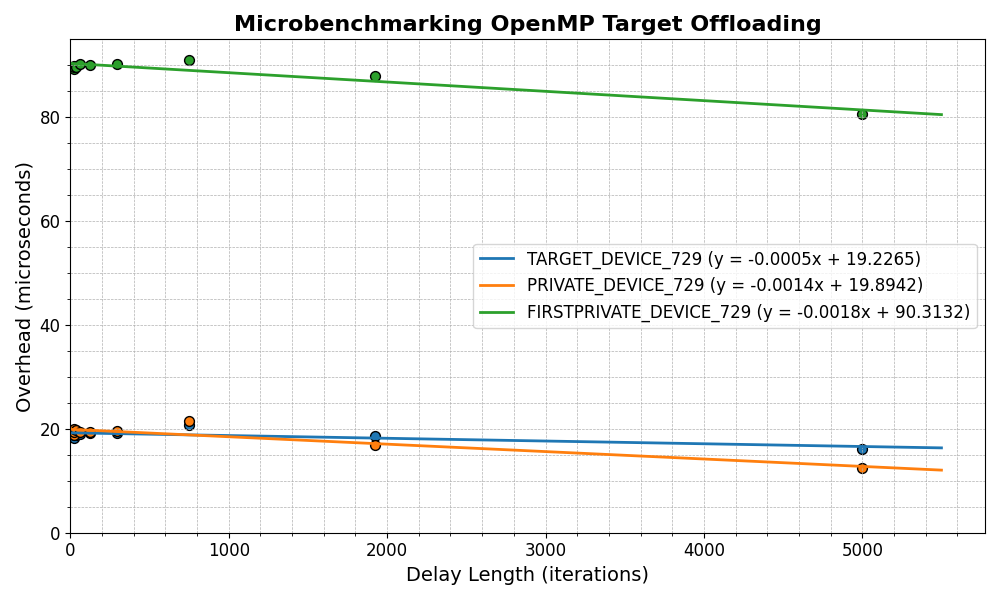 Microbenchmarking OpenMP Target Offloading
Overhead (microseconds)
80
60
40
20
0
TARGET_DEVICE_729 (y = -0.0005x + 19.2265)
PRIVATE_DEVICE_729 (y = -0.0014x + 19.8942)
FIRSTPRIVATE_DEVICE_729 (y = -0.0018x + 90.3132)
0 1000 2000 3000 4000 5000
Delay Length (iterations)